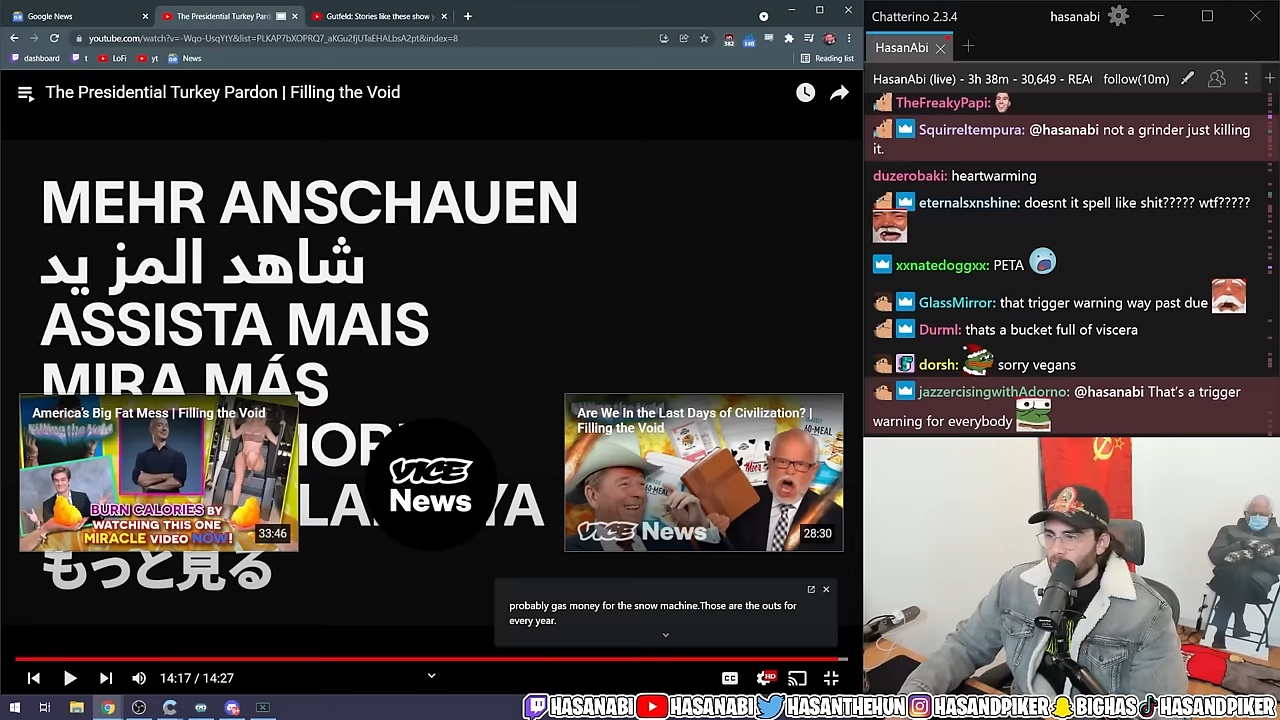 Google News
The Presidential Turkey Pard
Gutfeld: Stories like these show y
youtube.com/watch?v=-Wqo-UsqYtY&list=PLKAP7bXOPRQ7_aKGu2fjUTaEHALbsA2pt&index=8
382
140
dashboard
t
LoFi
yt
News
Reading list
The Presidential Turkey Pardon | Filling the Void
MEHR ANSCHAUEN
شاهد المزيد
ASSISTA MAIS
MIRA MÁS
America's Big Fat Mess | Filling the Void
BURN CALORIES BY
WATCHING THIS ONE
MIRACLE VIDEO NOW!
33:46
VICE
News
Are We In the Last Days of Civilization? |
Filling the Void
VICE News
28:30
もっと見る
probably gas money for the snow machine.Those are the outs for
every year.
14:17 / 14:27
CC
HD
Chatterino 2.3.4
hasanabi
HasanAbi
HasanAbi (live) - 3h 38m - 30,649 - REAC
follow(10m)
TheFreakyPapi:
Squirreltempura: @hasanabi not a grinder just killing
it.
duzerobaki: heartwarming
eternalsxnshine: doesnt it spell like shit????? wtf?????
xxnatedoggxx: PETA
GlassMirror: that trigger warning way past due
Durml: thats a bucket full of viscera
dorsh: sorry vegans
jazzercisingwithAdorno: @hasanabi That's a trigger
warning for everybody
HASANABI
HASANABI
HASANTHEHUN
HASANDPIKER
BIGHAS
HASANDPIKER